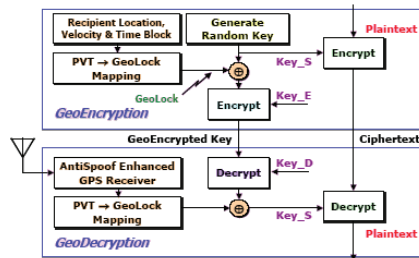 Recipient Location,
Velocity & Time Block
Generate
Random Key
Plaintext
PVT → GeoLock
Mapping
Key_S
Encrypt
GeoLock
Encrypt
Key_E
GeoEncryption
GeoEncrypted Key
Ciphertext
AntiSpoof Enhanced
GPS Receiver
Decrypt
Key_D
PVT → GeoLock
Mapping
Key_S
Decrypt
GeoDecryption
Plaintext